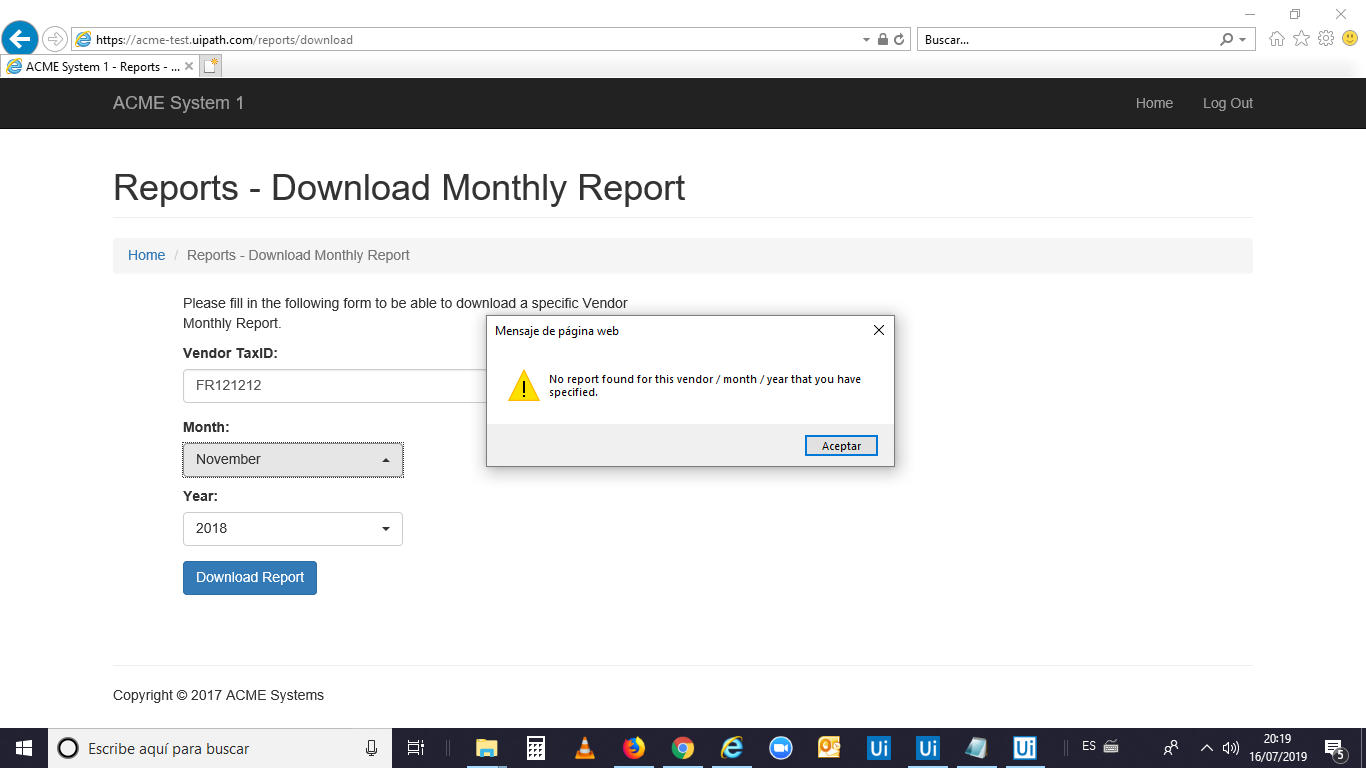 https://acme-test.uipath.com/reports/download
Buscar...
ACME System 1 - Reports - ...
ACME System 1
Home
Log Out
Reports - Download Monthly Report
Home / Reports - Download Monthly Report
Please fill in the following form to be able to download a specific Vendor
Monthly Report.
Vendor TaxID:
FR121212
Month:
November
Year:
2018
Download Report
Mensaje de página web
No report found for this vendor / month / year that you have
specified.
Aceptar
Copyright © 2017 ACME Systems
Escribe aquí para buscar
Ui
Ui
Ui
ES
20:19
16/07/2019
5